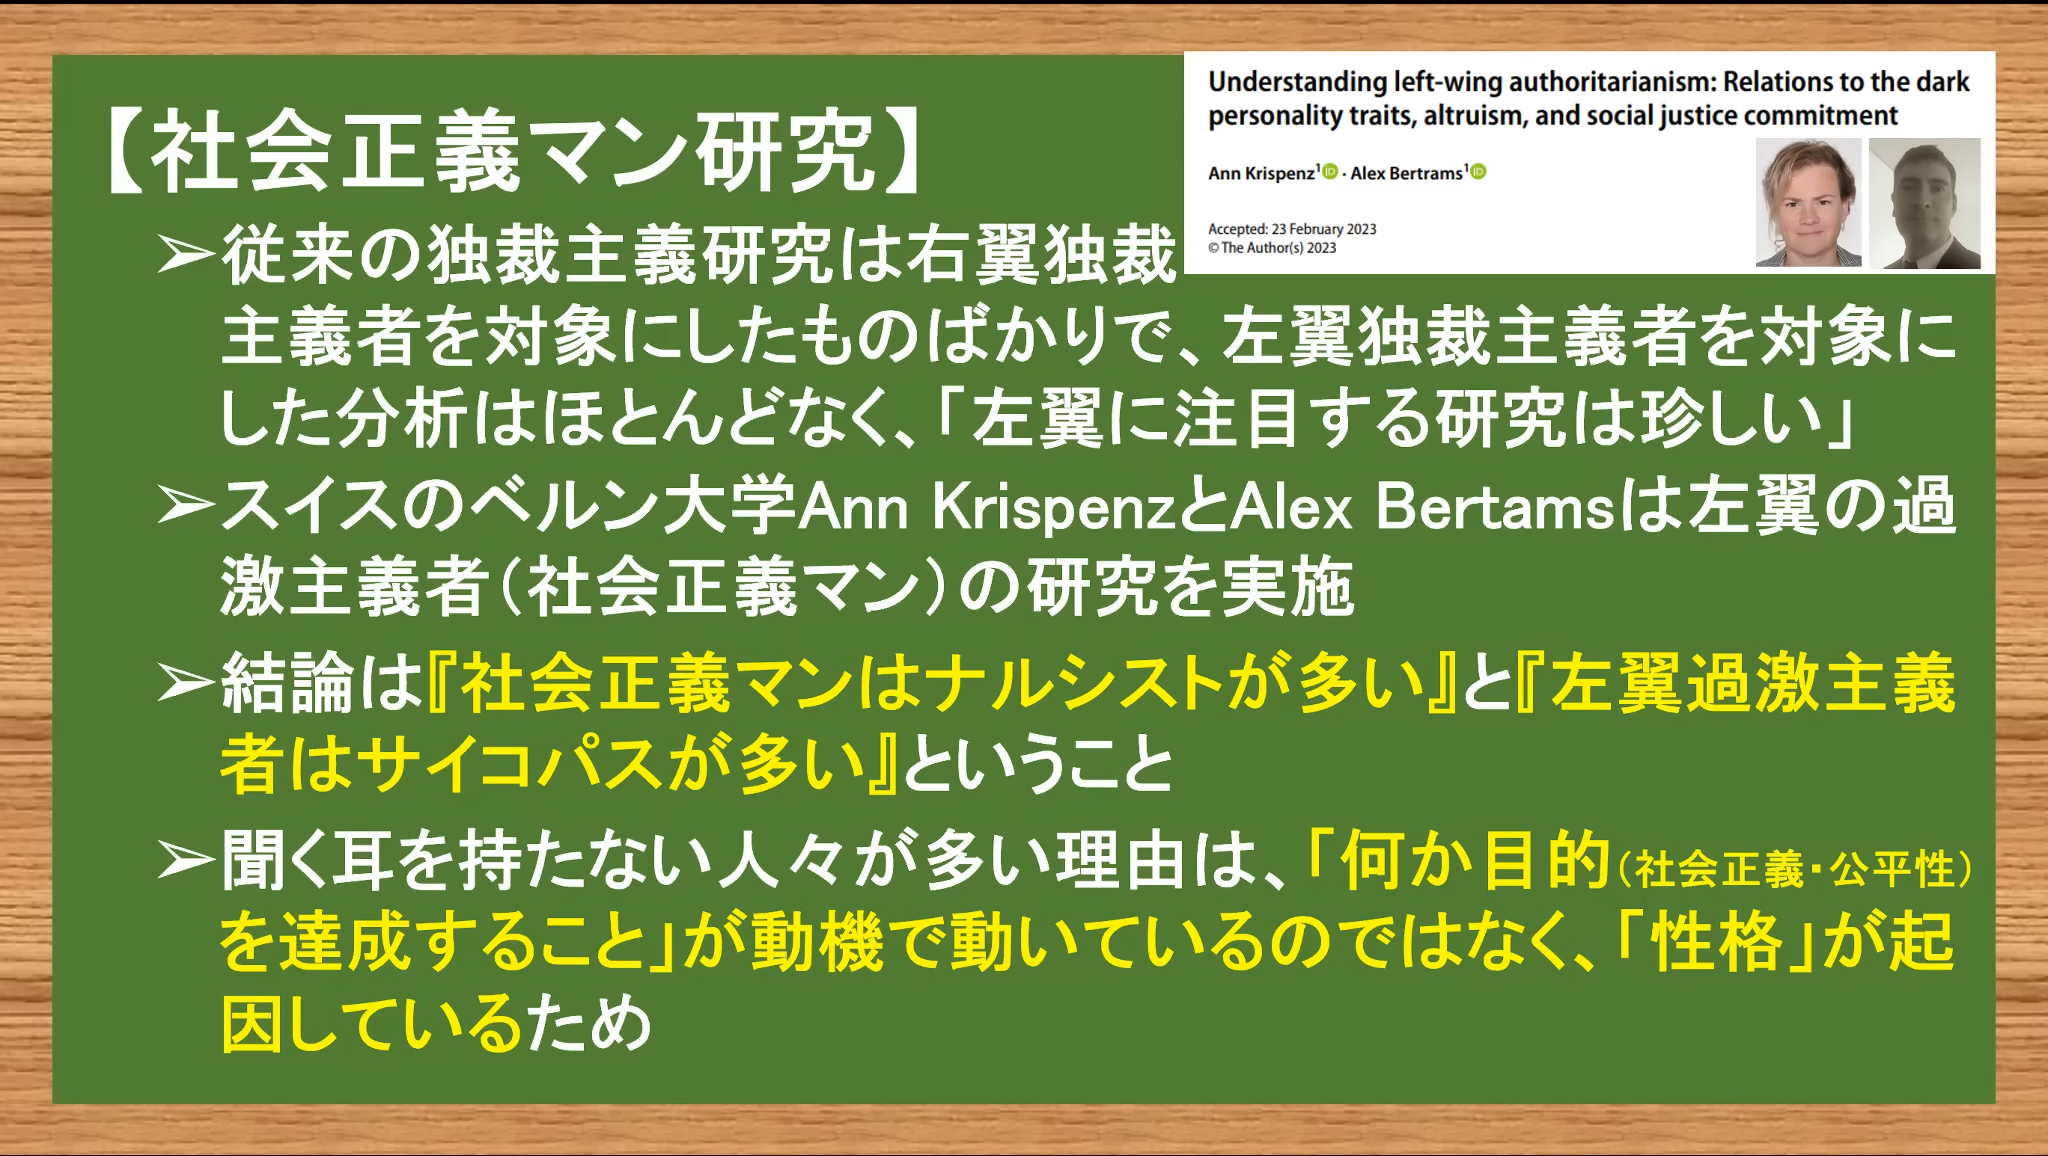 【社会正義マン研究】
Understanding left-wing authoritarianism: Relations to the dark
personality traits, altruism, and social justice commitment
Ann Krispenz1 · Alex Bertrams1
Accepted: 23 February 2023
© The Author(s) 2023
➢従来の独裁主義研究は右翼独裁
主義者を対象にしたものばかりで、左翼独裁主義者を対象に
した分析はほとんどなく、「左翼に注目する研究は珍しい」
➢スイスのベルン大学Ann KrispenzとAlex Bertamsは左翼の過
激主義者（社会正義マン）の研究を実施
➢結論は『社会正義マンはナルシストが多い』と『左翼過激主義
者はサイコパスが多い』ということ
➢聞く耳を持たない人々が多い理由は、「何か目的（社会正義・公平性）
を達成すること」が動機で動いているのではなく、「性格」が起
因しているため